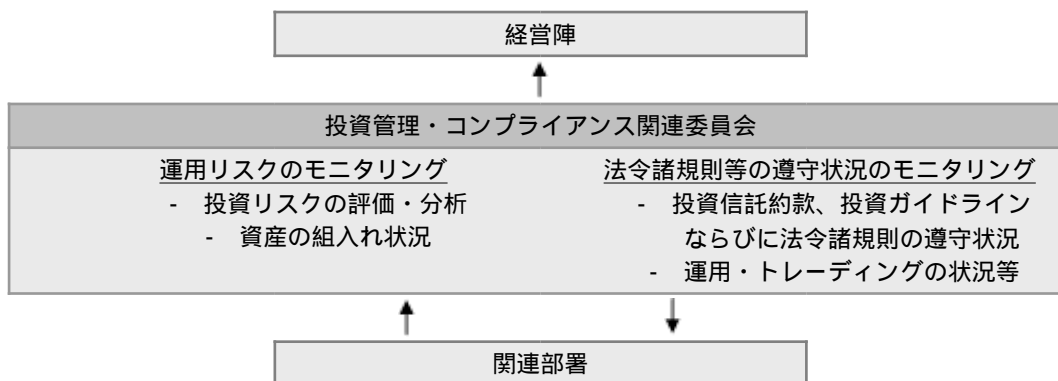 経営陣
投資管理・コンプライアンス関連委員会
運用リスクのモニタリング
- 投資リスクの評価・分析
- 資産の組入れ状況
法令諸規則等の遵守状況のモニタリング
- 投資信託約款、投資ガイドライン
ならびに法令諸規則の遵守状況
- 運用・トレーディングの状況等
関連部署